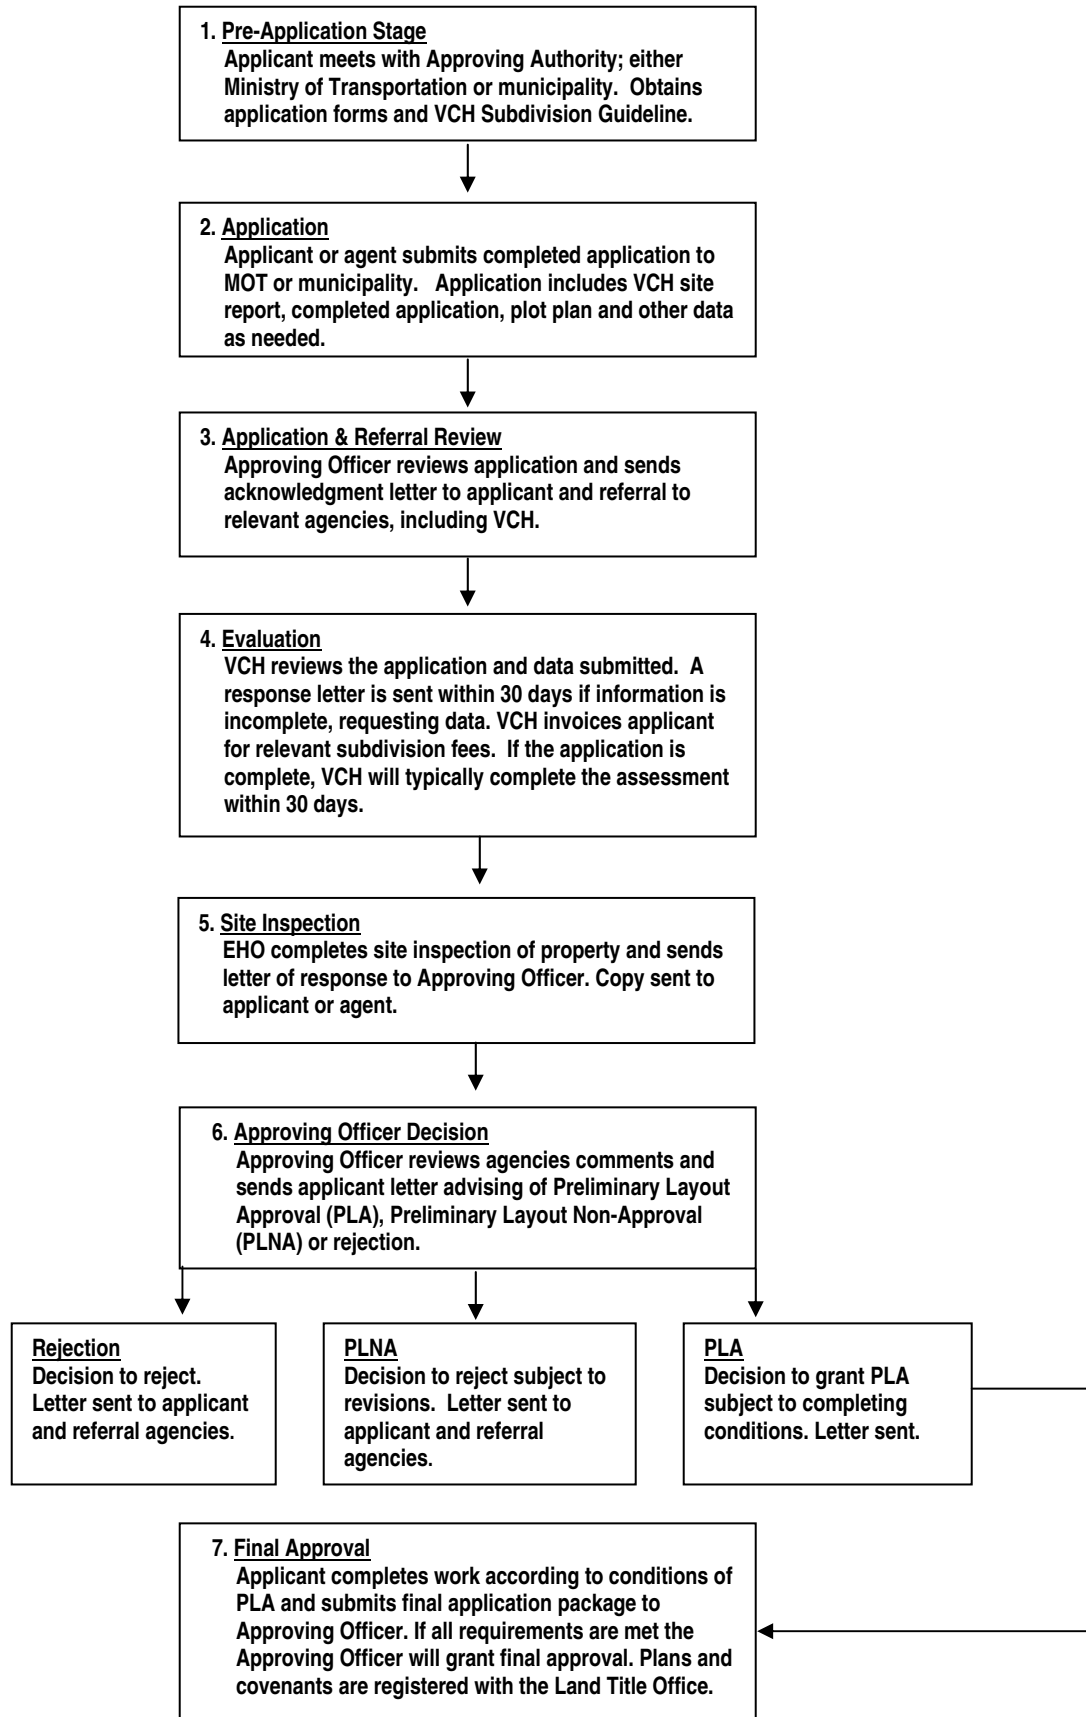 1. Pre-Application Stage
Applicant meets with Approving Authority; either
Ministry of Transportation or municipality.  Obtains
application forms and VCH Subdivision Guideline.
2. Application
Applicant or agent submits completed application to
MOT or municipality.   Application includes VCH site
report, completed application, plot plan and other data
as needed.
3. Application & Referral Review
Approving Officer reviews application and sends
acknowledgment letter to applicant and referral to
relevant agencies, including VCH.
4. Evaluation
VCH reviews the application and data submitted.  A
response letter is sent within 30 days if information is
incomplete, requesting data. VCH invoices applicant
for relevant subdivision fees.  If the application is
complete, VCH will typically complete the assessment
within 30 days.
5. Site Inspection
EHO completes site inspection of property and sends
letter of response to Approving Officer. Copy sent to
applicant or agent.
6. Approving Officer Decision
Approving Officer reviews agencies comments and
sends applicant letter advising of Preliminary Layout
Approval (PLA), Preliminary Layout Non-Approval
(PLNA) or rejection.
Rejection
Decision to reject.
Letter sent to applicant
and referral agencies.
PLNA
Decision to reject subject to
revisions.  Letter sent to
applicant and referral
agencies.
PLA
Decision to grant PLA
subject to completing
conditions. Letter sent.
7. Final Approval
Applicant completes work according to conditions of
PLA and submits final application package to
Approving Officer. If all requirements are met the
Approving Officer will grant final approval. Plans and
covenants are registered with the Land Title Office.